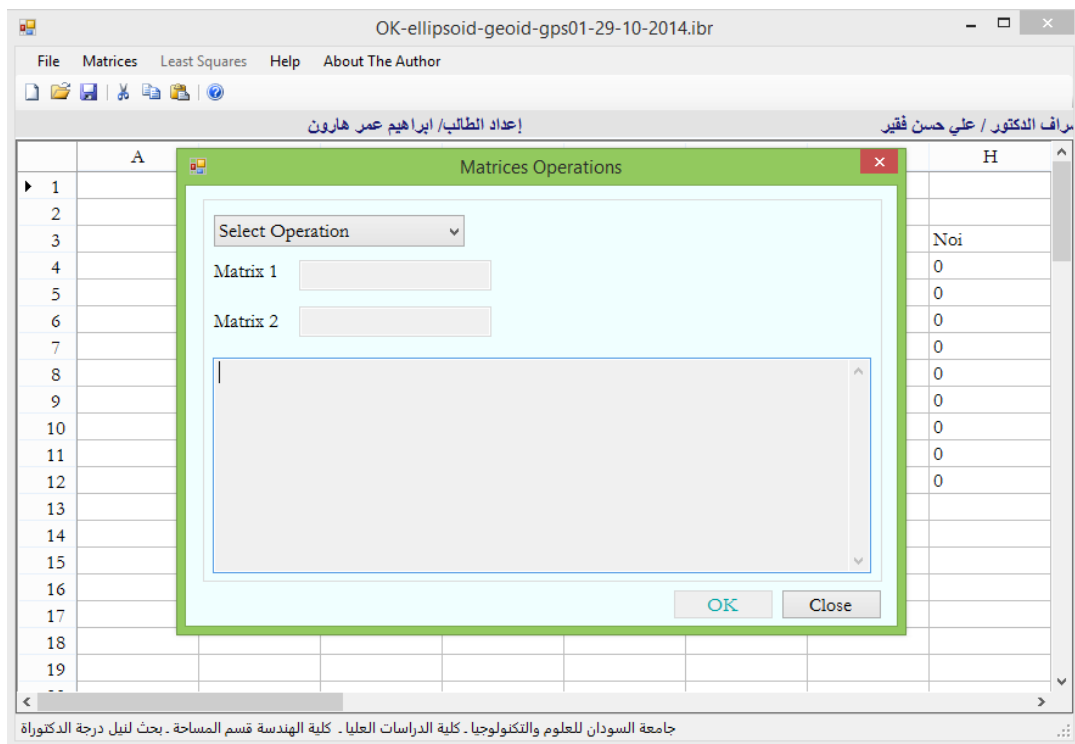 OK-ellipsoid-geoid-gps01-29-10-2014.ibr
File Matrices Least Squares Help About The Author
إعداد الطالب/ ابراهيم عمر هارون
الدكتور / علي حسن فقير
A H
Matrices Operations
1
2
3 Noi
4 0
5 0
6 0
7 0
8 0
9 0
10 0
11 0
12 0
13
14
15
16
17
18
19
Select Operation
Matrix 1
Matrix 2
OK Close
جامعة السودان للعلوم والتكنولوجيا ـ كلية الدراسات العليا ـ كلية الهندسة قسم المساحة ـ بحث لنيل درجة الدكتوراة